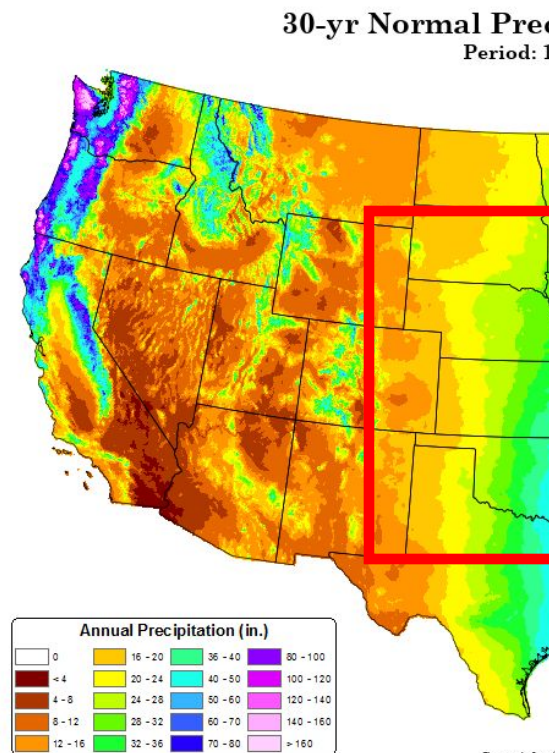 30-yr Normal Prec
Period: 1
Annual Precipitation (in.)
0
< 4
4 - 8
8 - 12
12 - 16
16 - 20
20 - 24
24 - 28
28 - 32
32 - 36
36 - 40
40 - 50
50 - 60
60 - 70
70 - 80
80 - 100
100 - 120
120 - 140
140 - 160
> 160